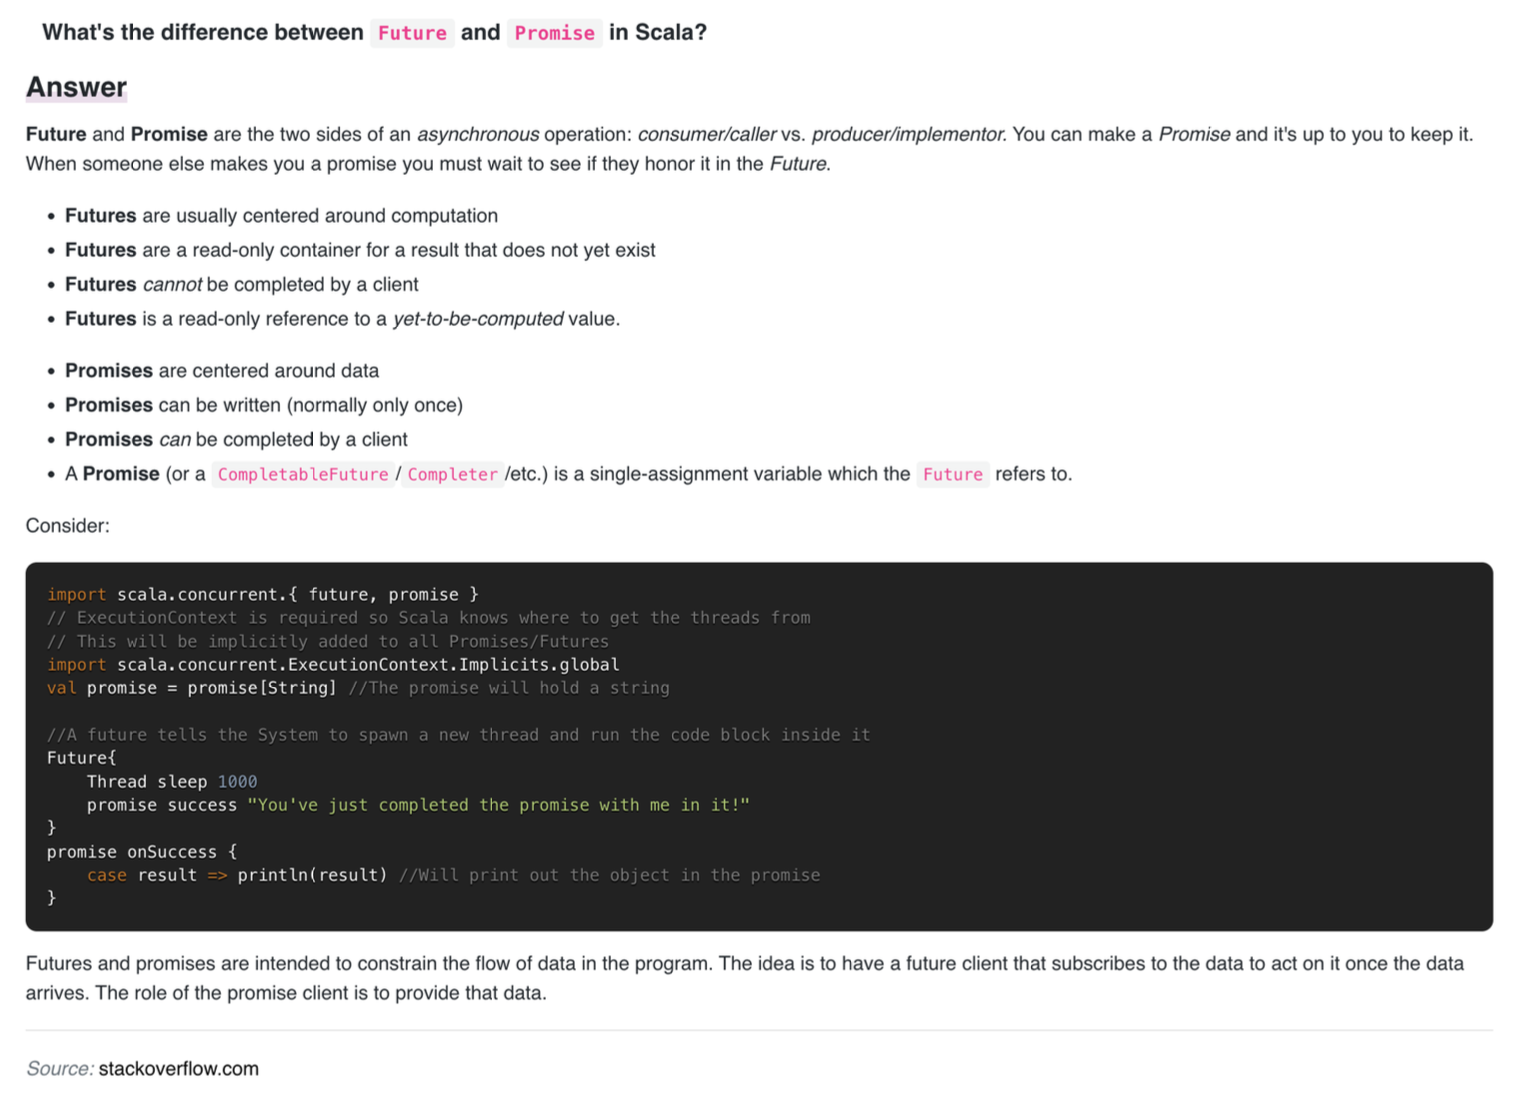 What's the difference between Future and Promise in Scala?
Answer
Future and Promise are the two sides of an asynchronous operation: consumer/caller vs. producer/implementor. You can make a Promise and it's up to you to keep it.
When someone else makes you a promise you must wait to see if they honor it in the Future.
• Futures are usually centered around computation
• Futures are a read-only container for a result that does not yet exist
• Futures cannot be completed by a client
• Futures is a read-only reference to a yet-to-be-computed value.
• Promises are centered around data
• Promises can be written (normally only once)
• Promises can be completed by a client
• A Promise (or a CompletableFuture/Completer/etc.) is a single-assignment variable which the Future refers to.
Consider:
import scala.concurrent.{ future, promise }
// ExecutionContext is required so Scala knows where to get the threads from
// This will be implicitly added to all Promises/Futures
import scala.concurrent.ExecutionContext.Implicits.global
val promise = promise[String] //The promise will hold a string
//A future tells the System to spawn a new thread and run the code block inside it
Future{
    Thread sleep 1000
    promise success "You've just completed the promise with me in it!"
}
promise onSuccess {
    case result => println(result) //Will print out the object in the promise
}
Futures and promises are intended to constrain the flow of data in the program. The idea is to have a future client that subscribes to the data to act on it once the data
arrives. The role of the promise client is to provide that data.
Source: stackoverflow.com